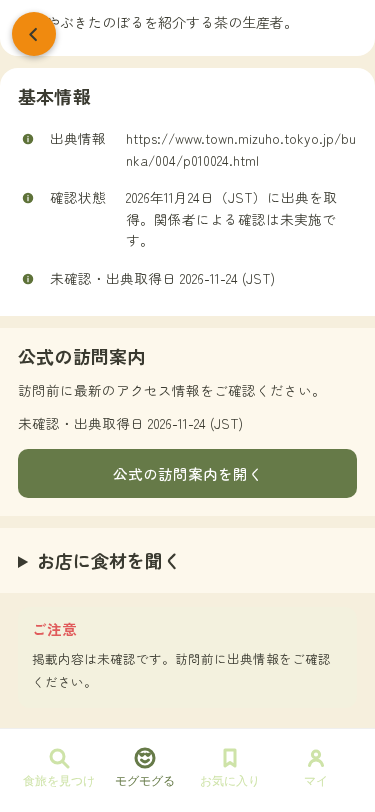 やぶきたのぼるを紹介する茶の生産者。
基本情報
出典情報
https://www.town.mizuho.tokyo.jp/bu
nka/004/p010024.html
確認状態
2026年11月24日（JST）に出典を取
得。関係者による確認は未実施で
す。
未確認・出典取得日 2026-11-24 (JST)
公式の訪問案内
訪問前に最新のアクセス情報をご確認ください。
未確認・出典取得日 2026-11-24 (JST)
公式の訪問案内を開く
お店に食材を聞く
ご注意
掲載内容は未確認です。訪問前に出典情報をご確認
ください。
食旅を見つけ
モグモグる
お気に入り
マイ